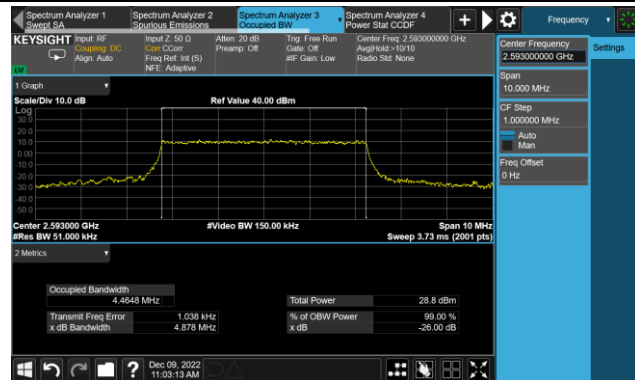 Spectrum Analyzer 1
Swept SA
Spectrum Analyzer 2
Spurious Emissions
Spectrum Analyzer 3
Occupied BW
Spectrum Analyzer 4
Power Stat CCDF
Frequency
KEYSIGHT
Input: RF
Coupling: DC
Align: Auto
Input Z: 50 Ω
Corr CCorr
Freq Ref: Int (S)
NFE: Adaptive
Atten: 20 dB
Preamp: Off
Trig: Free Run
Gate: Off
#IF Gain: Low
Center Freq: 2.593000000 GHz
Avg|Hold:>10/10
Radio Std: None
Center Frequency
2.593000000 GHz
Settings
Span
10.000 MHz
CF Step
1.000000 MHz
Auto
Man
Freq Offset
0 Hz
1 Graph
Scale/Div 10.0 dB
Ref Value 40.00 dBm
Log
30.0
20.0
10.0
0.00
-10.0
-20.0
-30.0
-40.0
-50.0
Center 2.593000 GHz
#Video BW 150.00 kHz
Span 10 MHz
#Res BW 51.000 kHz
Sweep 3.73 ms (2001 pts)
2 Metrics
Occupied Bandwidth
4.4648 MHz
Total Power
28.8 dBm
Transmit Freq Error
1.038 kHz
% of OBW Power
99.00 %
x dB Bandwidth
4.878 MHz
x dB
-26.00 dB
?
Dec 09, 2022
11:03:13 AM